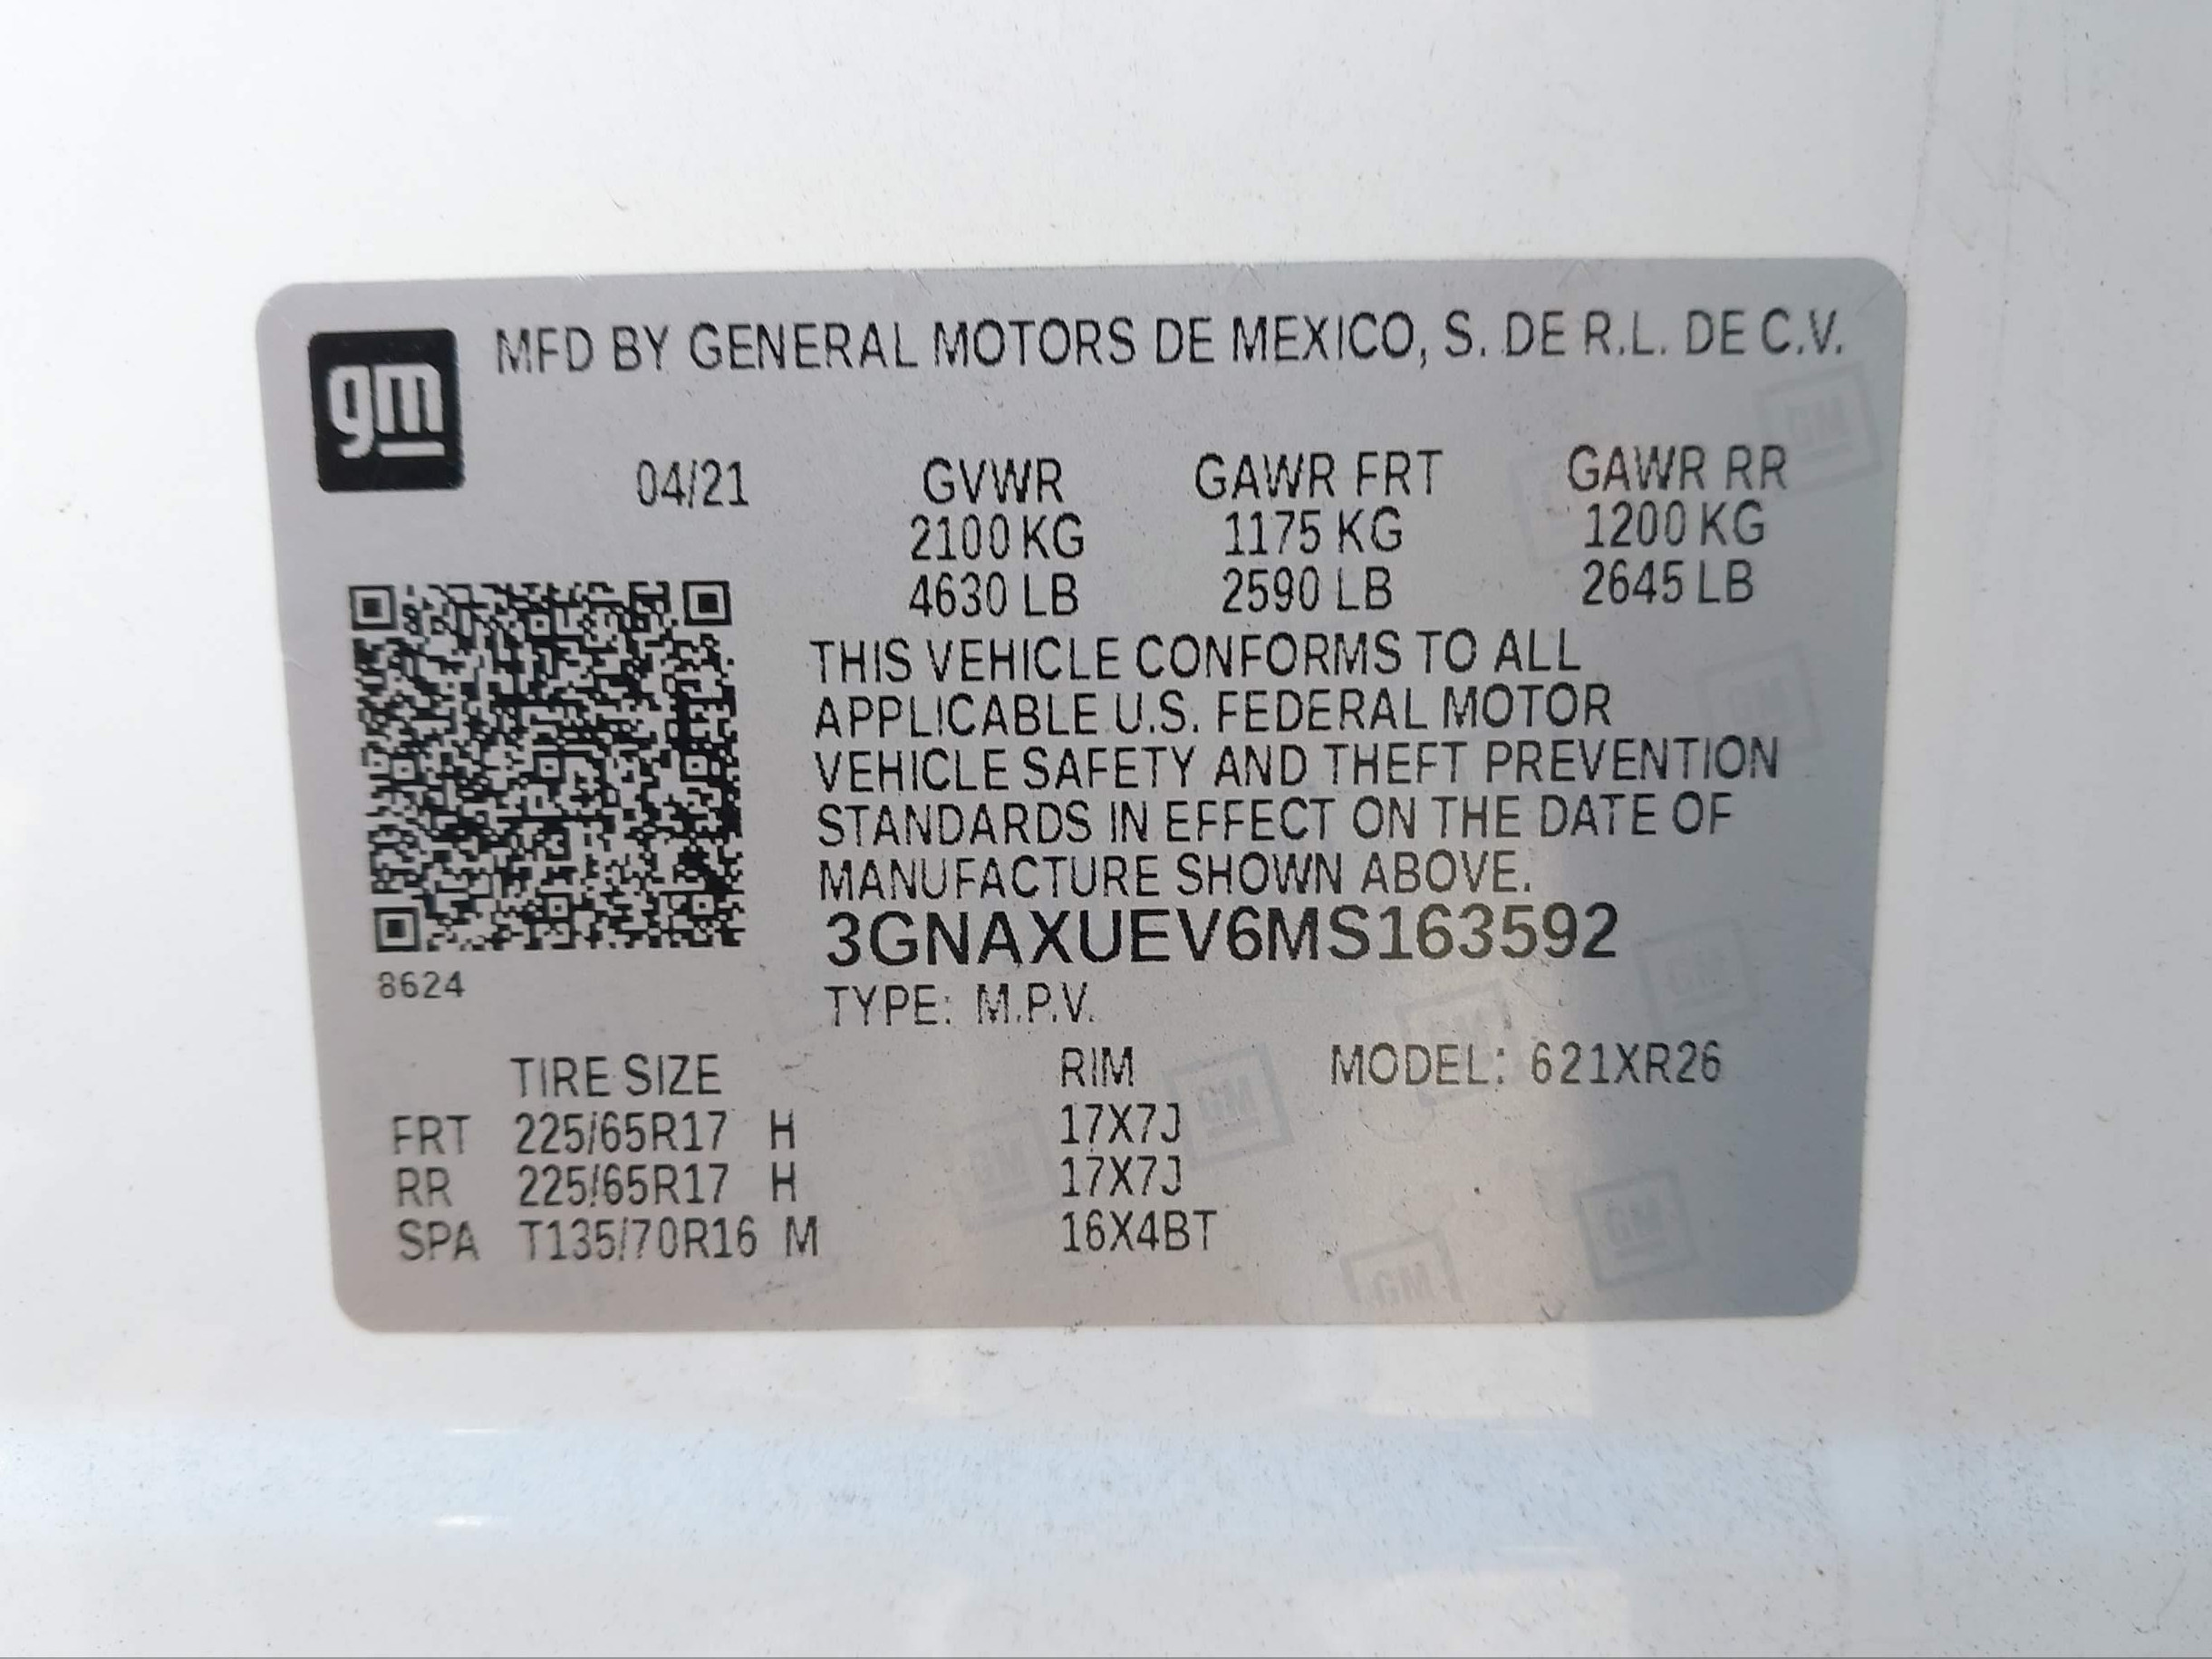 gm
MFD BY GENERAL MOTORS DE MEXICO, S. DE R.L. DE C.V.
04/21 GVWR GAWR FRT GAWR RR
2100 KG 1175 KG 1200 KG
4630 LB 2590 LB 2645 LB
THIS VEHICLE CONFORMS TO ALL
APPLICABLE U.S. FEDERAL MOTOR
VEHICLE SAFETY AND THEFT PREVENTION
STANDARDS IN EFFECT ON THE DATE OF
MANUFACTURE SHOWN ABOVE.
3GNAXUEV6MS163592
8624
TYPE: M.P.V.
TIRE SIZE RIM MODEL: 621XR26
FRT 225/65R17 H 17X7J
RR 225/65R17 H 17X7J
SPA T135/70R16 M 16X4BT